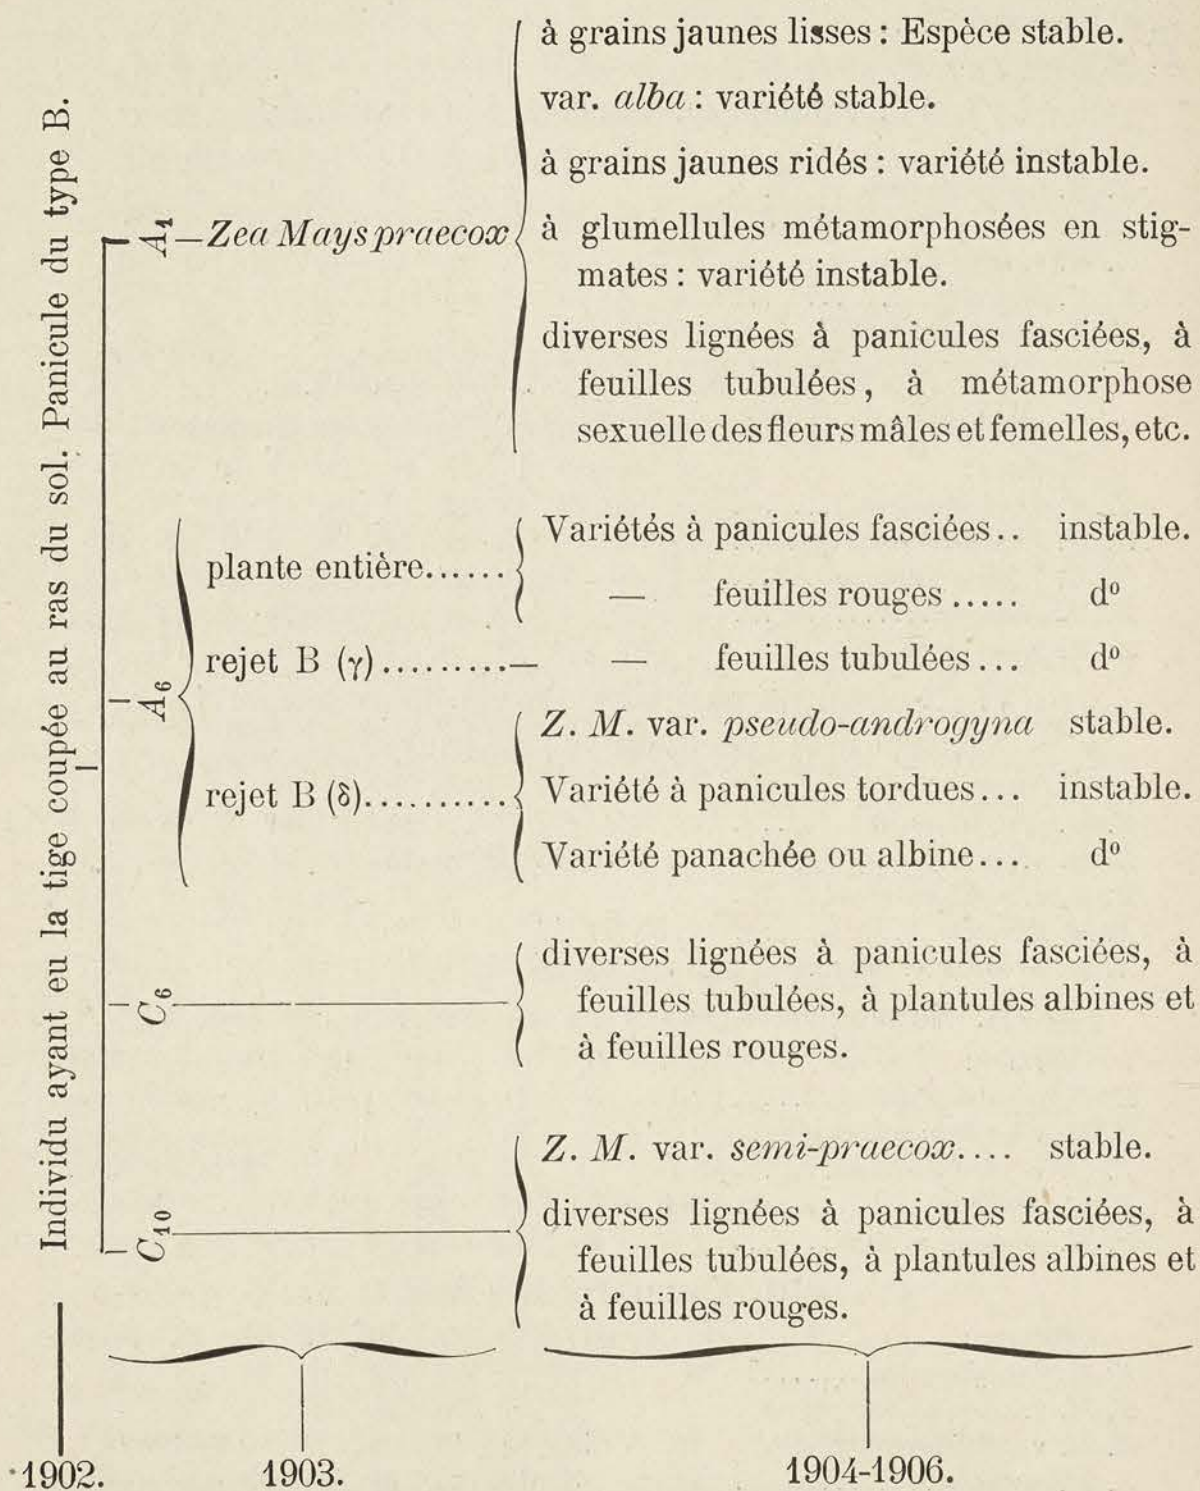 Individu ayant eu la tige coupée au ras du sol. Panicule du type B.
A₁ — Zea Mays praecox
à grains jaunes lisses : Espèce stable.
var. alba : variété stable.
à grains jaunes ridés : variété instable.
à glumellules métamorphosées en stig-
mates : variété instable.
diverses lignées à panicules fasciées, à
feuilles tubulées, à métamorphose
sexuelle des fleurs mâles et femelles, etc.
A₆
plante entière......
Variétés à panicules fasciées.. instable.
— feuilles rouges ..... dº
rejet B (γ).........— — feuilles tubulées... dº
rejet B (δ)..........
Z. M. var. pseudo-androgyna stable.
Variété à panicules tordues... instable.
Variété panachée ou albine... dº
C₆
diverses lignées à panicules fasciées, à
feuilles tubulées, à plantules albines et
à feuilles rouges.
C₁₀
Z. M. var. semi-praecox.... stable.
diverses lignées à panicules fasciées, à
feuilles tubulées, à plantules albines et
à feuilles rouges.
1902. 1903. 1904-1906.